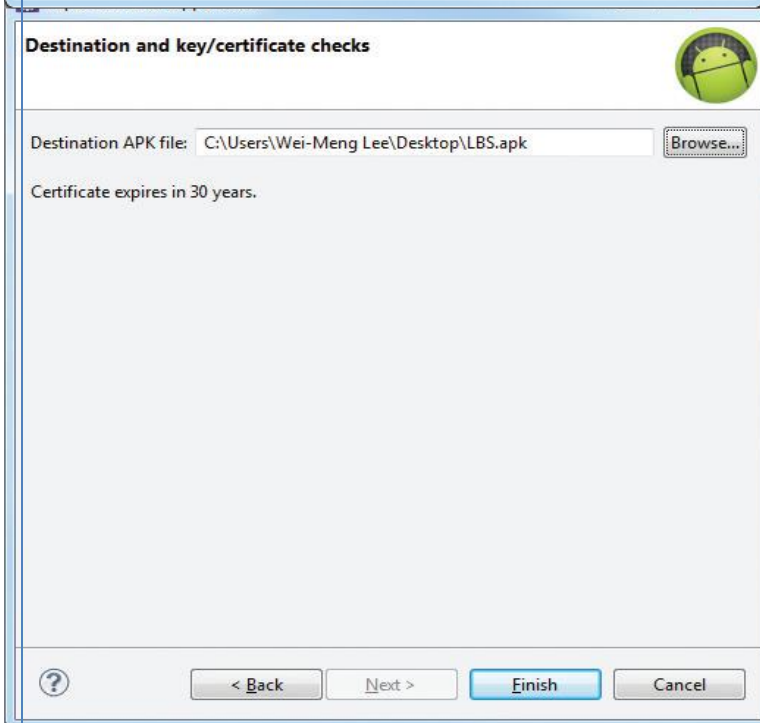 Destination and key/certificate checks
Destination APK file: C:\Users\Wei-Meng Lee\Desktop\LBS.apk Browse...
Certificate expires in 30 years.
? < Back Next > Finish Cancel